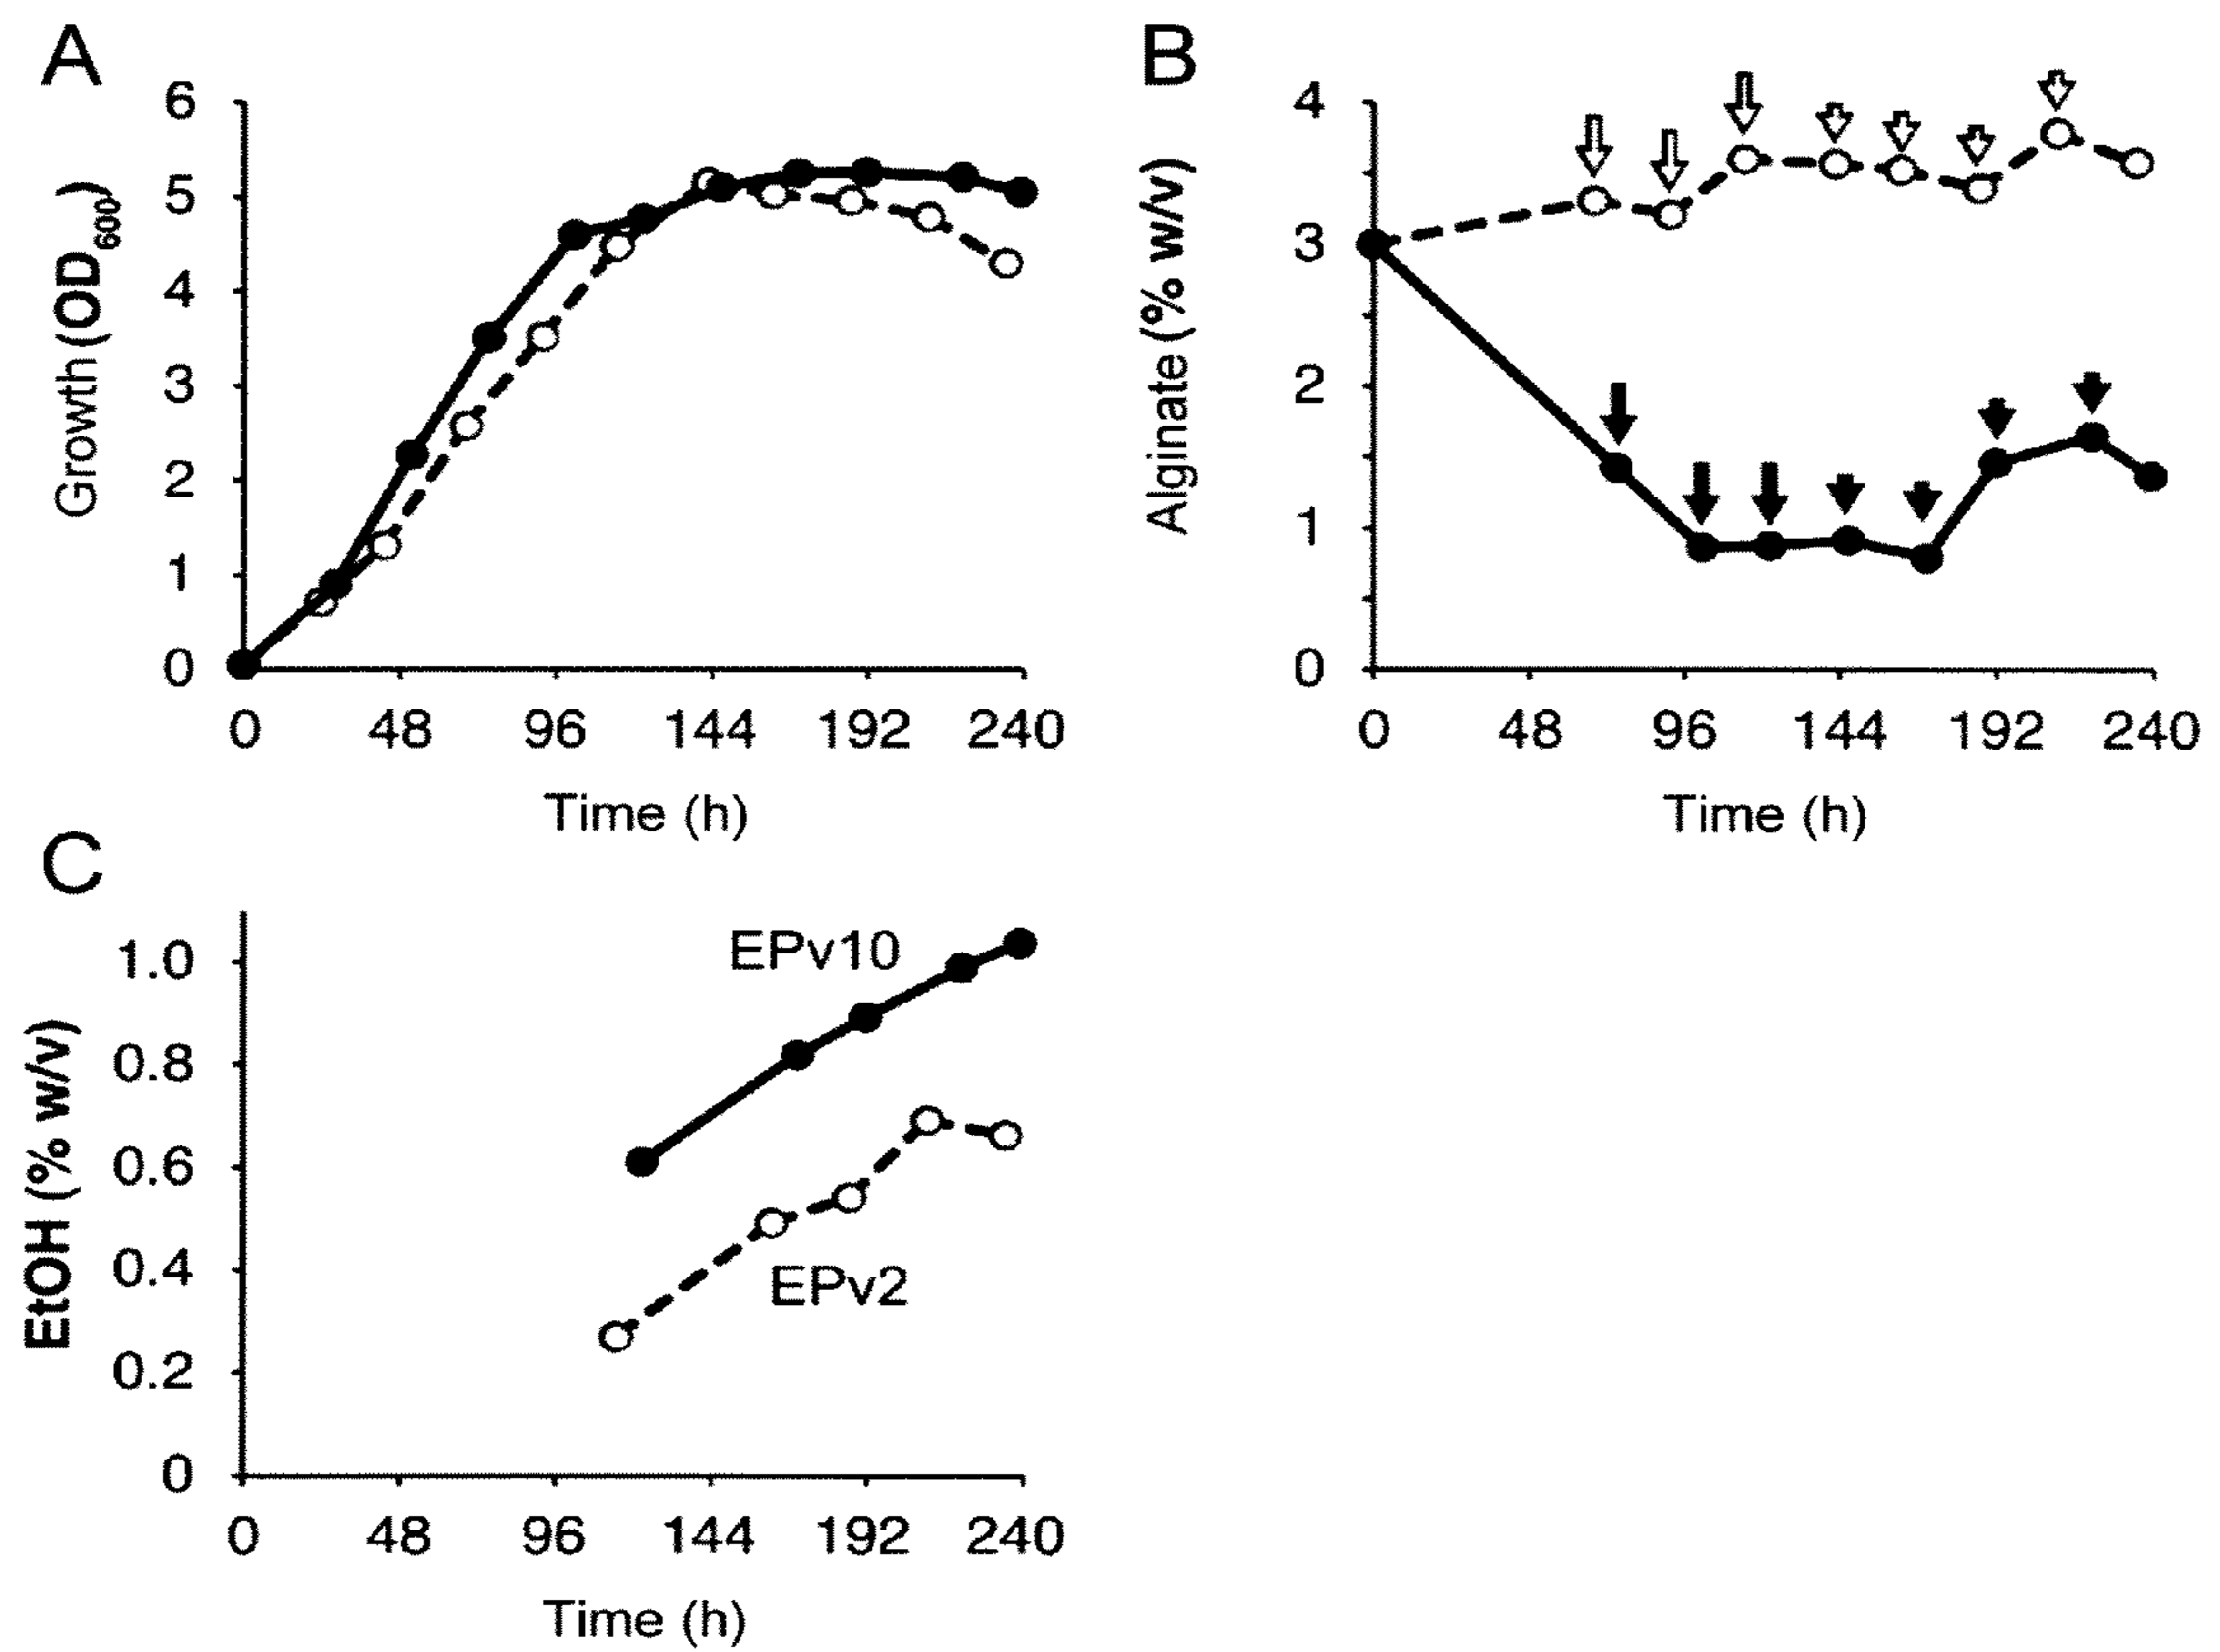 A
B
6
5
4
3
2
1
0
Growth (OD600)
0 48 96 144 192 240
Time (h)
4
3
2
1
0
Alginate (% w/v)
0 48 96 144 192 240
Time (h)
C
1.0
0.8
0.6
0.4
0.2
0
EtOH (% w/v)
EPv10
EPv2
0 48 96 144 192 240
Time (h)